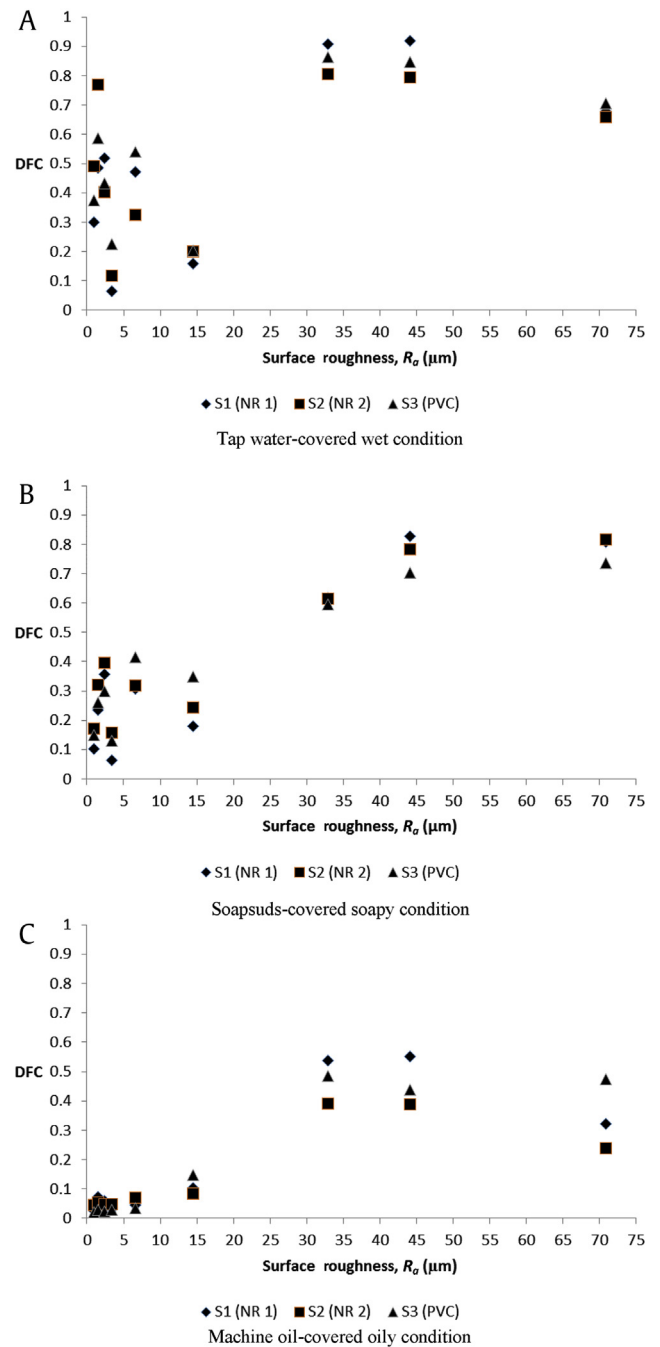 A
1
0.9
0.8
0.7
0.6
0.5
0.4
0.3
0.2
0.1
0
DFC
0 5 10 15 20 25 30 35 40 45 50 55 60 65 70 75
Surface roughness, Ra (μm)
S1 (NR 1) S2 (NR 2) S3 (PVC)
Tap water-covered wet condition
B
1
0.9
0.8
0.7
0.6
0.5
0.4
0.3
0.2
0.1
0
DFC
0 5 10 15 20 25 30 35 40 45 50 55 60 65 70 75
Surface roughness, Ra (μm)
S1 (NR 1) S2 (NR 2) S3 (PVC)
Soapsuds-covered soapy condition
C
1
0.9
0.8
0.7
0.6
0.5
0.4
0.3
0.2
0.1
0
DFC
0 5 10 15 20 25 30 35 40 45 50 55 60 65 70 75
Surface roughness, Ra (μm)
S1 (NR 1) S2 (NR 2) S3 (PVC)
Machine oil-covered oily condition